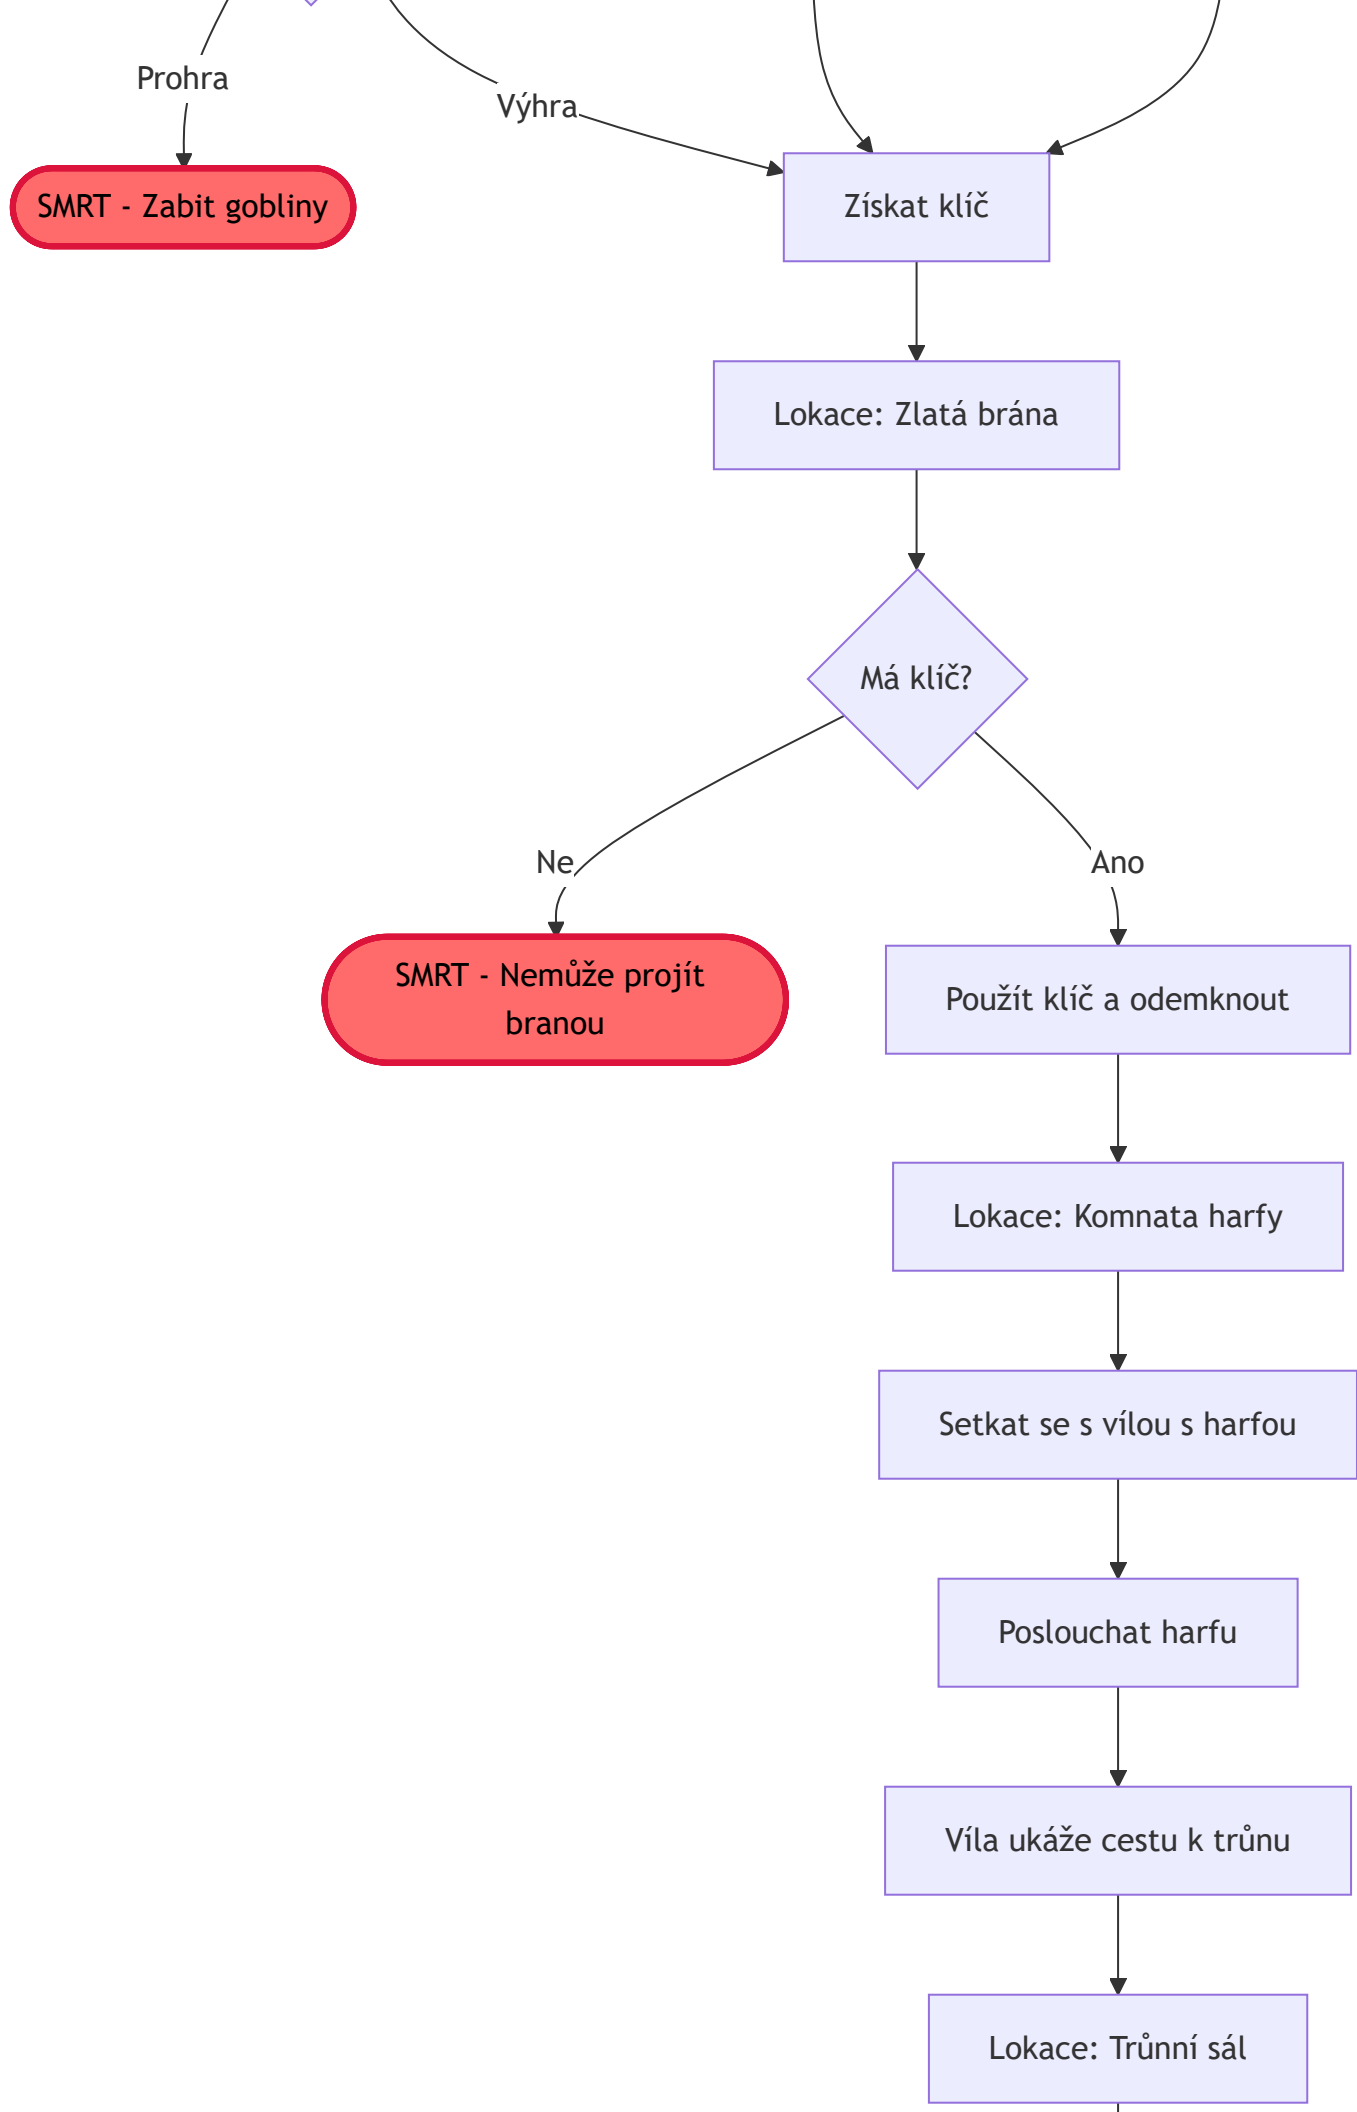 Prohra
Výhra
SMRT - Zabit gobliny
Získat klíč
Lokace: Zlatá brána
Má klíč?
Ne
Ano
SMRT - Nemůže projít
branou
Použít klíč a odemknout
Lokace: Komnata harfy
Setkat se s vílou s harfou
Poslouchat harfu
Víla ukáže cestu k trůnu
Lokace: Trůnní sál